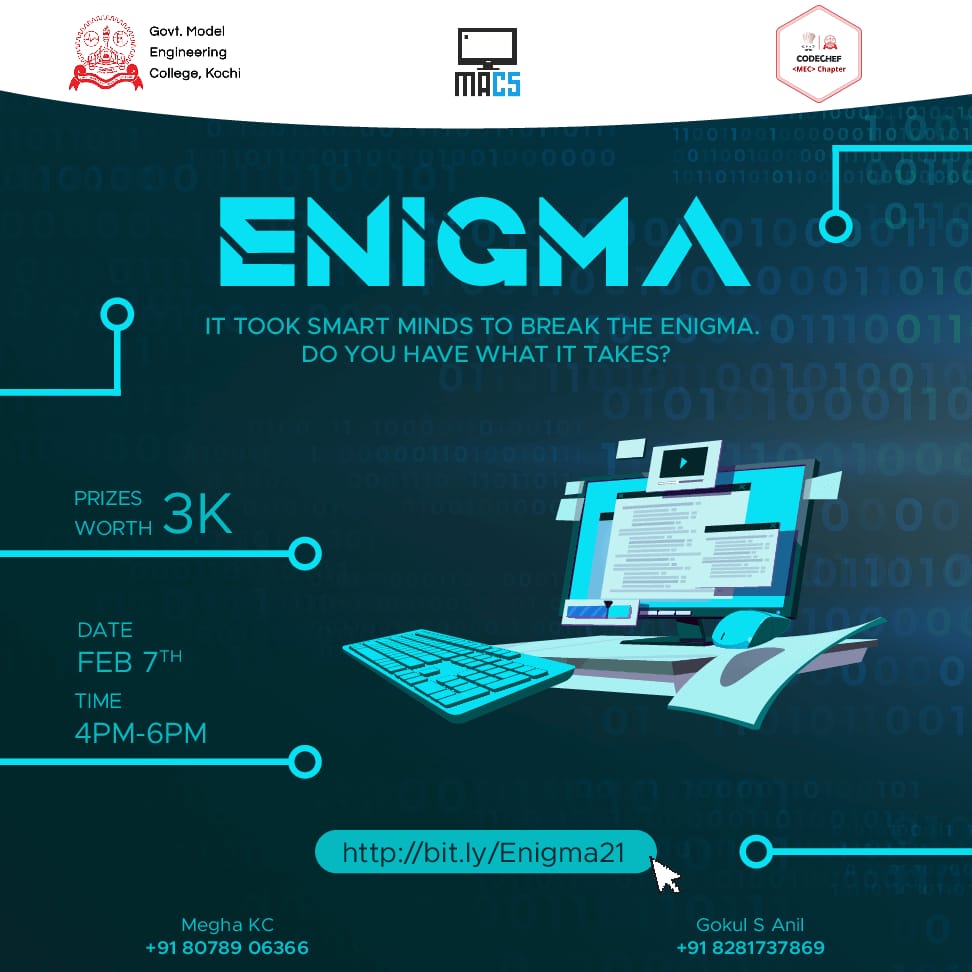 Govt. Model
Engineering
College, Kochi
MACS
CODECHEF
<MEC> Chapter
ENIGMA
IT TOOK SMART MINDS TO BREAK THE ENIGMA.
DO YOU HAVE WHAT IT TAKES?
PRIZES
WORTH 3K
DATE
FEB 7TH
TIME
4PM-6PM
http://bit.ly/Enigma21
Megha KC
+91 80789 06366
Gokul S Anil
+91 8281737869